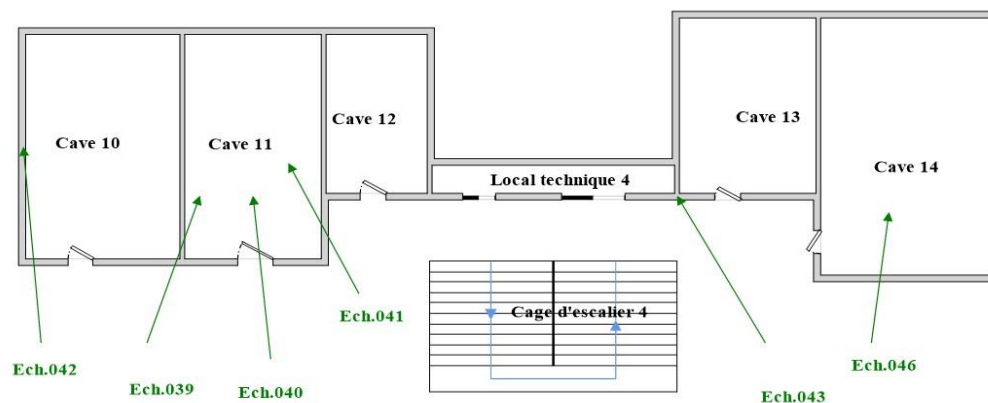 Cave 10
Cave 11
Cave 12
Cave 13
Cave 14
Local technique 4
Cage d'escalier 4
Ech.042
Ech.039
Ech.040
Ech.041
Ech.043
Ech.046